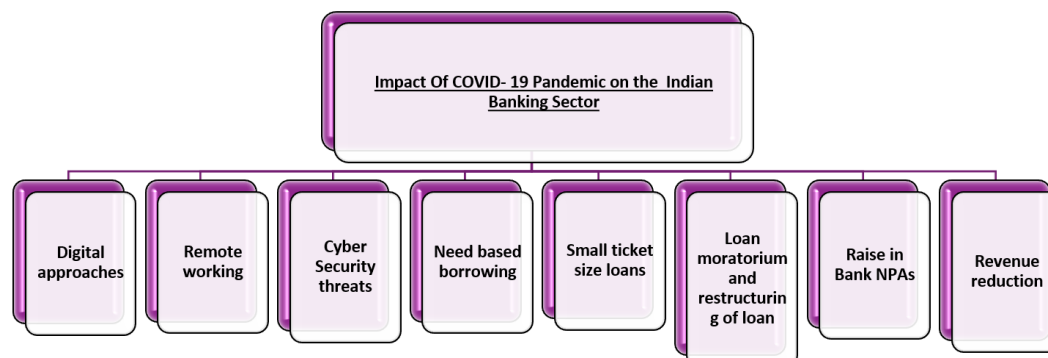 Impact Of COVID- 19 Pandemic on the Indian
Banking Sector
Digital
approaches
Remote
working
Cyber
Security
threats
Need based
borrowing
Small ticket
size loans
Loan
moratorium
and
restructurin
g of loan
Raise in
Bank NPAs
Revenue
reduction